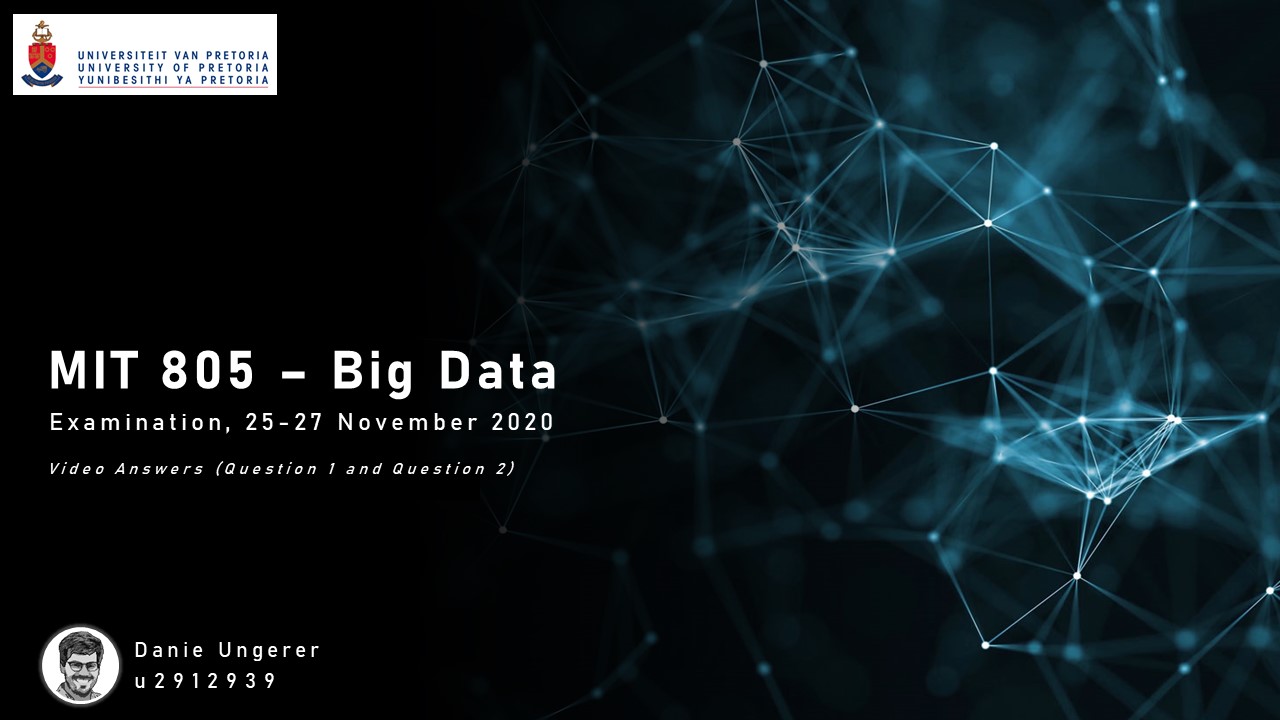 UNIVERSITEIT VAN PRETORIA
UNIVERSITY OF PRETORIA
YUNIBESITHI YA PRETORIA
MIT 805 – Big Data
Examination, 25-27 November 2020
Video Answers (Question 1 and Question 2)
Danie Ungerer
u2912939